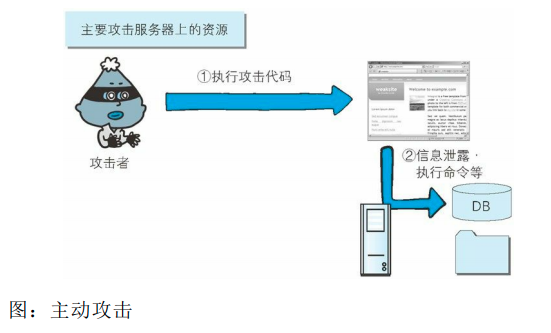 主要攻击服务器上的资源
①执行攻击代码
Welcome to example.com
攻击者
②信息泄露·
执行命令等
DB
图：主动攻击